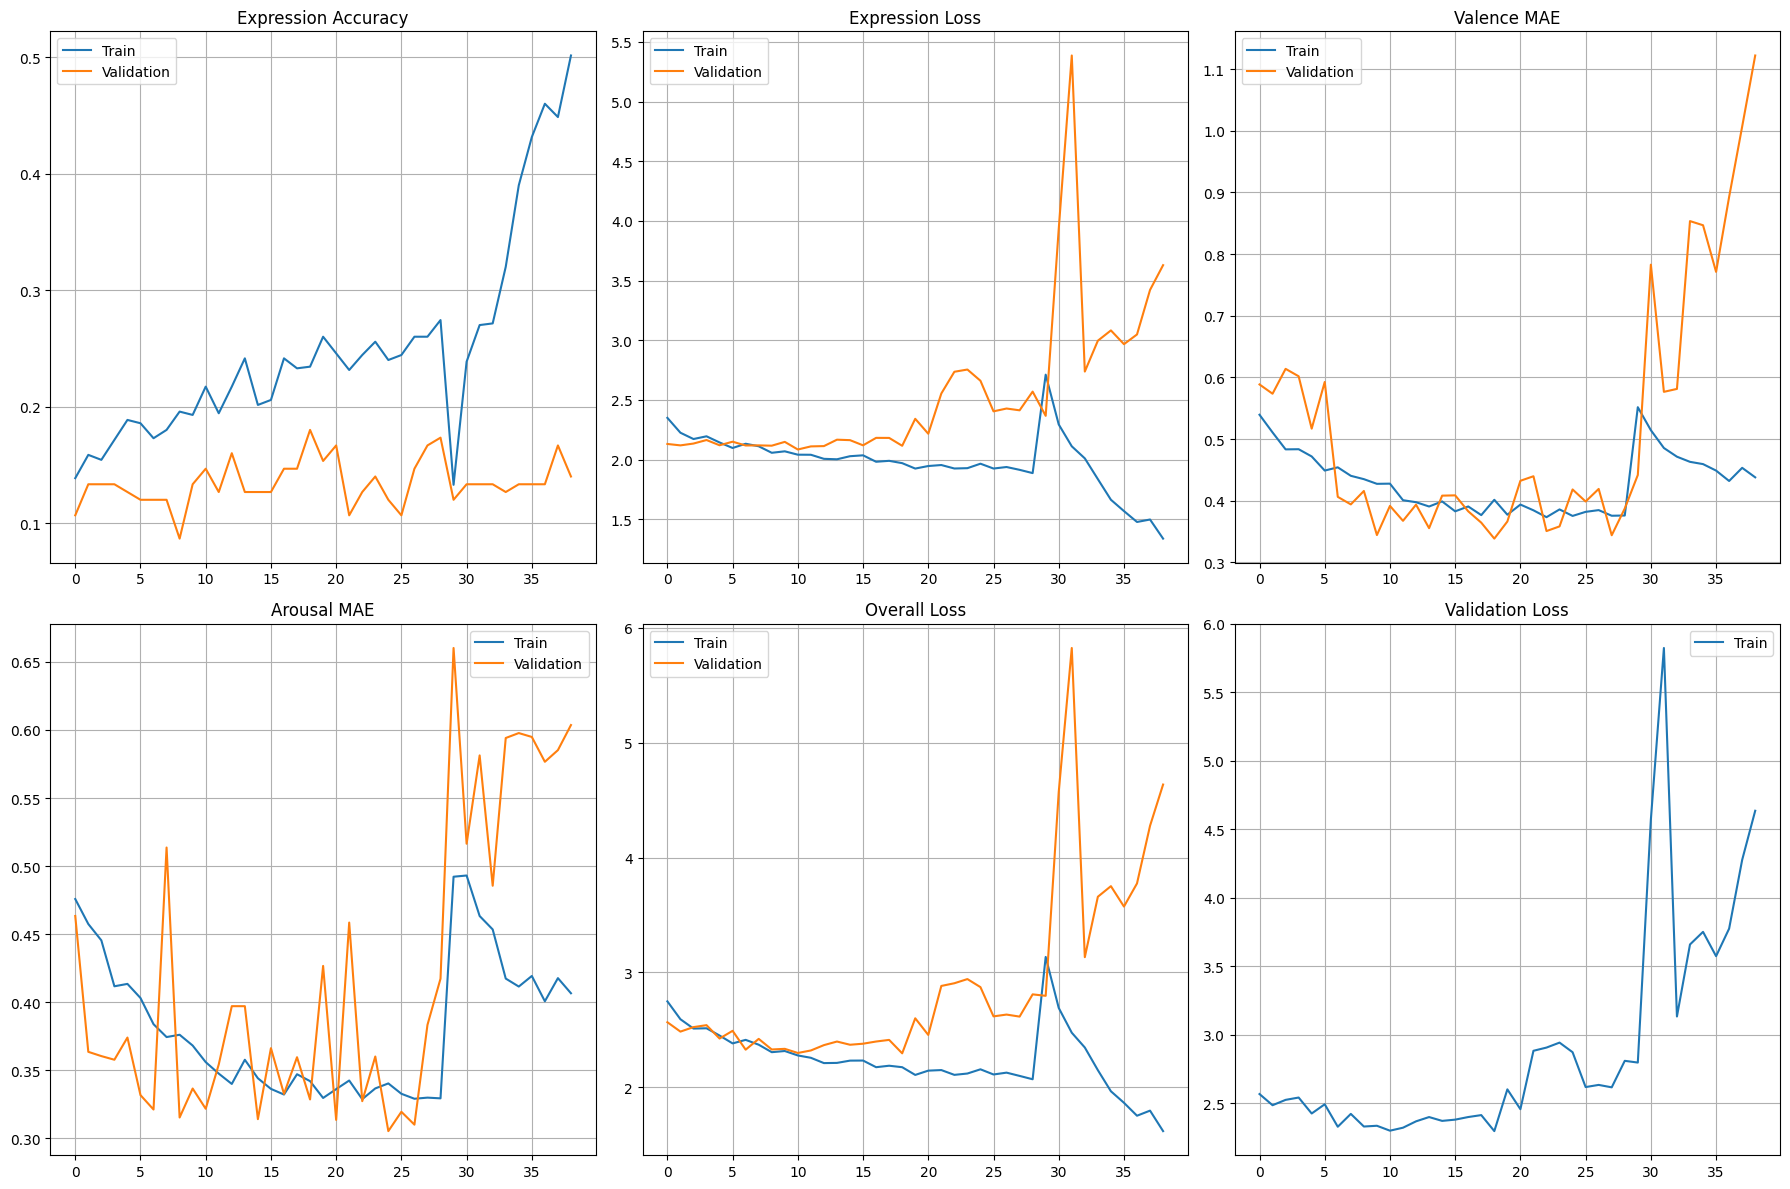 Expression Accuracy
Train
Validation
0.5
0.4
0.3
0.2
0.1
0 5 10 15 20 25 30 35
Expression Loss
Train
Validation
5.5
5.0
4.5
4.0
3.5
3.0
2.5
2.0
1.5
0 5 10 15 20 25 30 35
Valence MAE
Train
Validation
1.1
1.0
0.9
0.8
0.7
0.6
0.5
0.4
0.3
0 5 10 15 20 25 30 35
Arousal MAE
Train
Validation
0.65
0.60
0.55
0.50
0.45
0.40
0.35
0.30
0 5 10 15 20 25 30 35
Overall Loss
Train
Validation
6
5
4
3
2
0 5 10 15 20 25 30 35
Validation Loss
Train
6.0
5.5
5.0
4.5
4.0
3.5
3.0
2.5
0 5 10 15 20 25 30 35